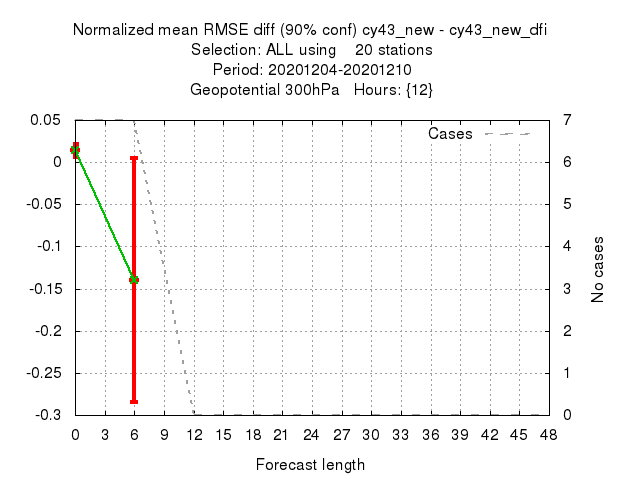 Normalized mean RMSE diff (90% conf) cy43_new - cy43_new_dfi
Selection: ALL using    20 stations
Period: 20201204-20201210
Geopotential 300hPa   Hours: {12}
Cases
0.05
0
-0.05
-0.1
-0.15
-0.2
-0.25
-0.3
7
6
5
4
3
2
1
0
No cases
0 3 6 9 12 15 18 21 24 27 30 33 36 39 42 45 48
Forecast length